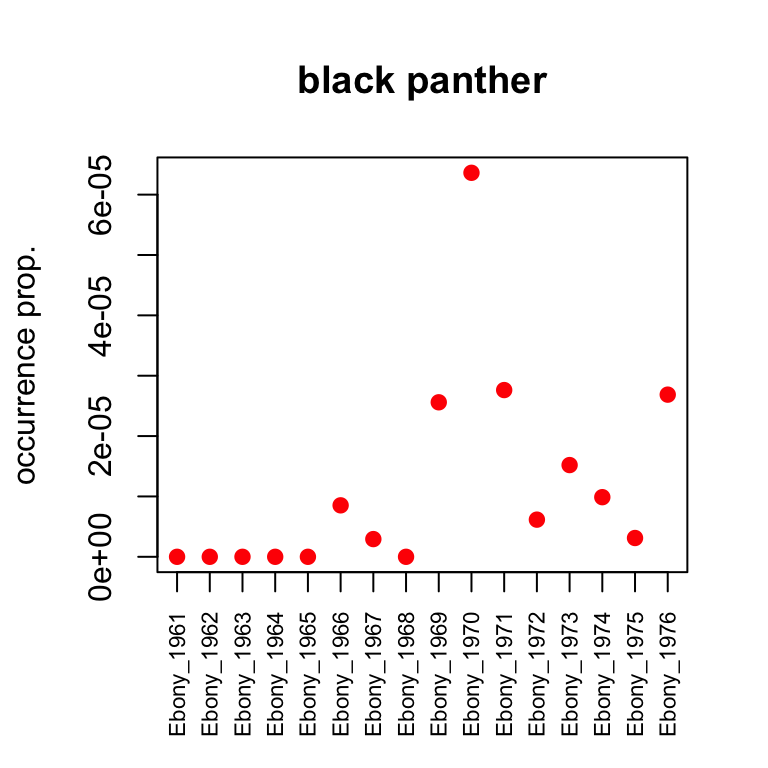 black panther
occurrence prop.
6e-05
4e-05
2e-05
0e+00
Ebony_1961
Ebony_1962
Ebony_1963
Ebony_1964
Ebony_1965
Ebony_1966
Ebony_1967
Ebony_1968
Ebony_1969
Ebony_1970
Ebony_1971
Ebony_1972
Ebony_1973
Ebony_1974
Ebony_1975
Ebony_1976